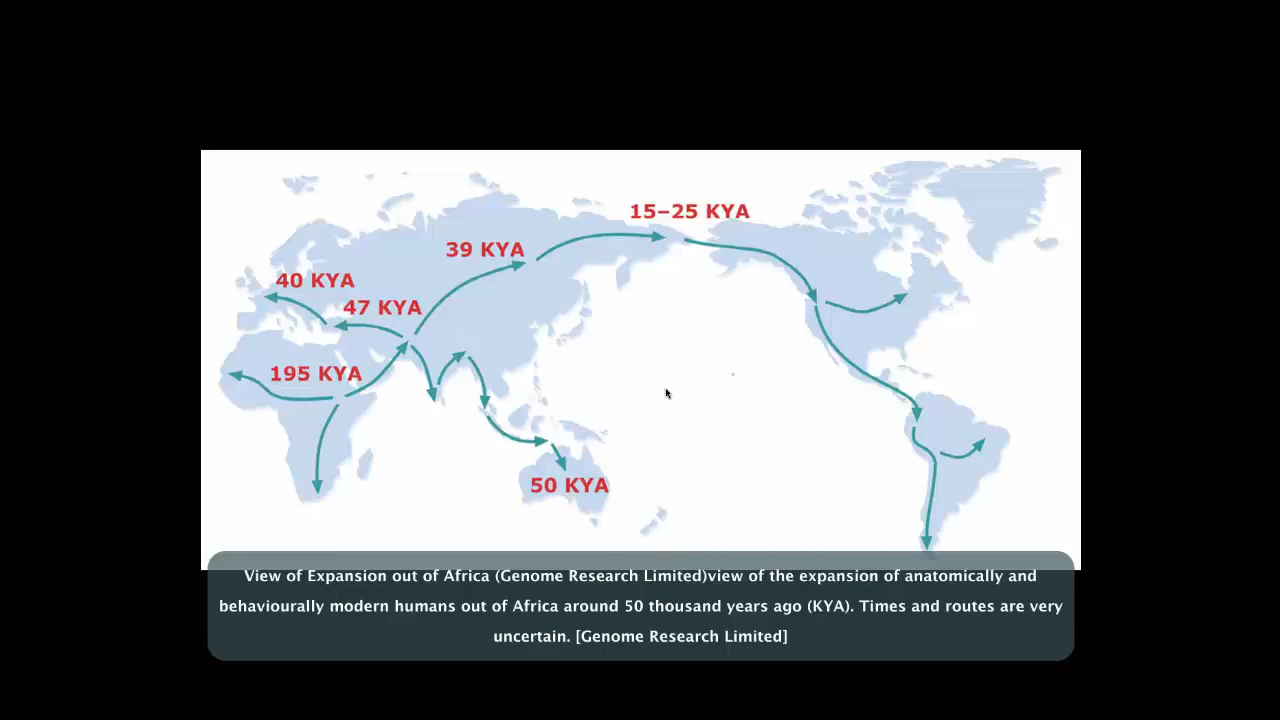 15–25 KYA
39 KYA
40 KYA
47 KYA
195 KYA
50 KYA
View of Expansion out of Africa (Genome Research Limited)view of the expansion of anatomically and
behaviourally modern humans out of Africa around 50 thousand years ago (KYA). Times and routes are very
uncertain. [Genome Research Limited]